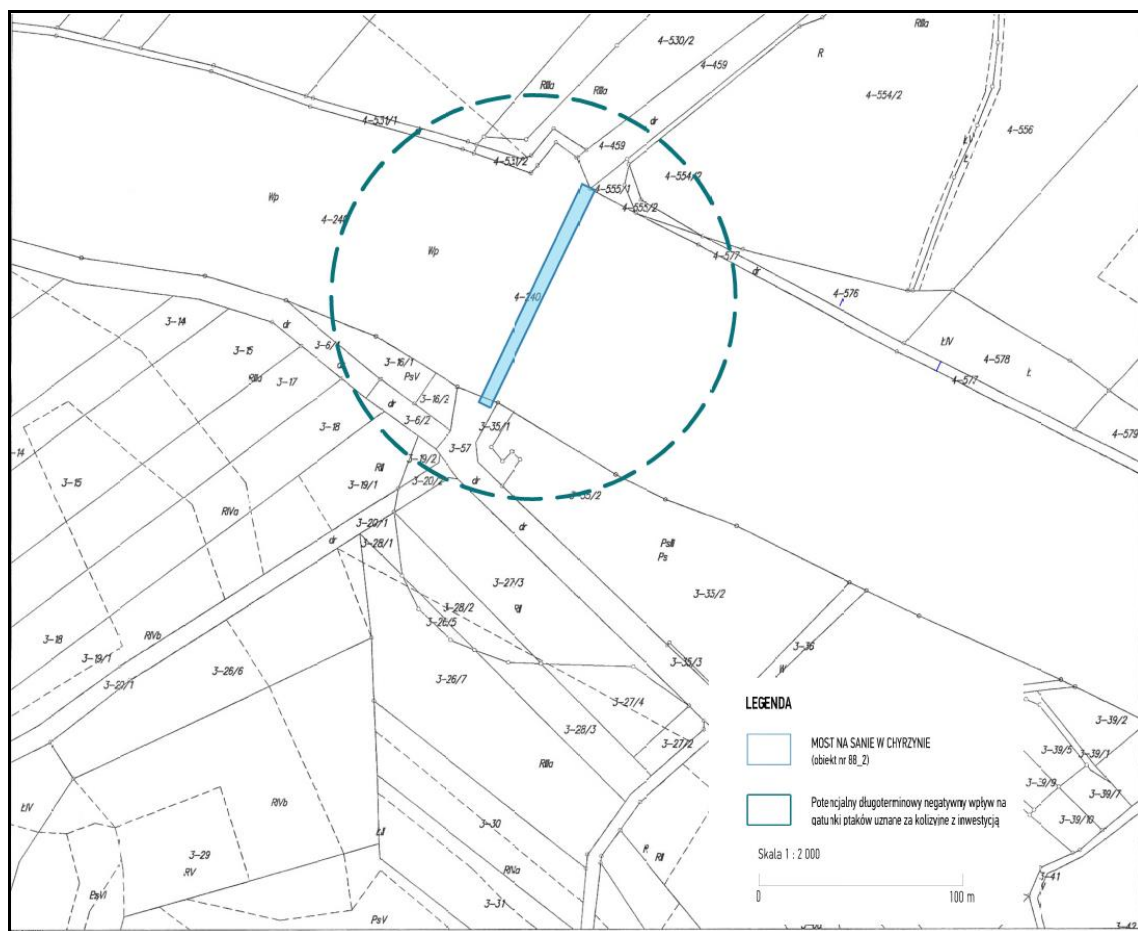 RIIIa
4-530/2
R
4-459
RIIIa
RIIIa
4-554/2
4-556
dr
4-531/1
4-459
4-531/2
4-554/2
4-555/1
Wp
4-555/2
Wp
4-577
dr
4-240
4-576
3-14
dr
3-6/4
3-15
3-16/1
ŁIV
4-578
Ł
RIIIa
3-17
PsV
4-577
dr
3-16/2
3-18
3-6/2
3-35/1
4-579
3-57
3-19/2
14
RII
3-20/2
dr
3-15
3-19/1
3-35/2
RIVa
3-20/1
dr
dr
3-28/1
PsIII
Ps
3-27/3
3-28/2
RII
3-26/5
3-18
RIVb
3-36
3-19/1
3-35/3
3-20/1
3-26/6
3-26/7
W
3-27/4
LEGENDA
3-28/3
3-27/2
3-39/2
MOST NA SANIE W CHYRZYNIE
(obiekt nr 88_2)
3-39/5
3-39/1
RIIIa
3-39/9
3-39/7
RIVb
ŁIV
Potencjalny długoterminowy negatywny wpływ na
gatunki ptaków uznane za kolizyjne z inwestycją
3-39/10
3-30
3-29
RV
R
RII
Skala 1 : 2 000
RIVa
3-41
PsVI
0
100 m
3-31
PsV